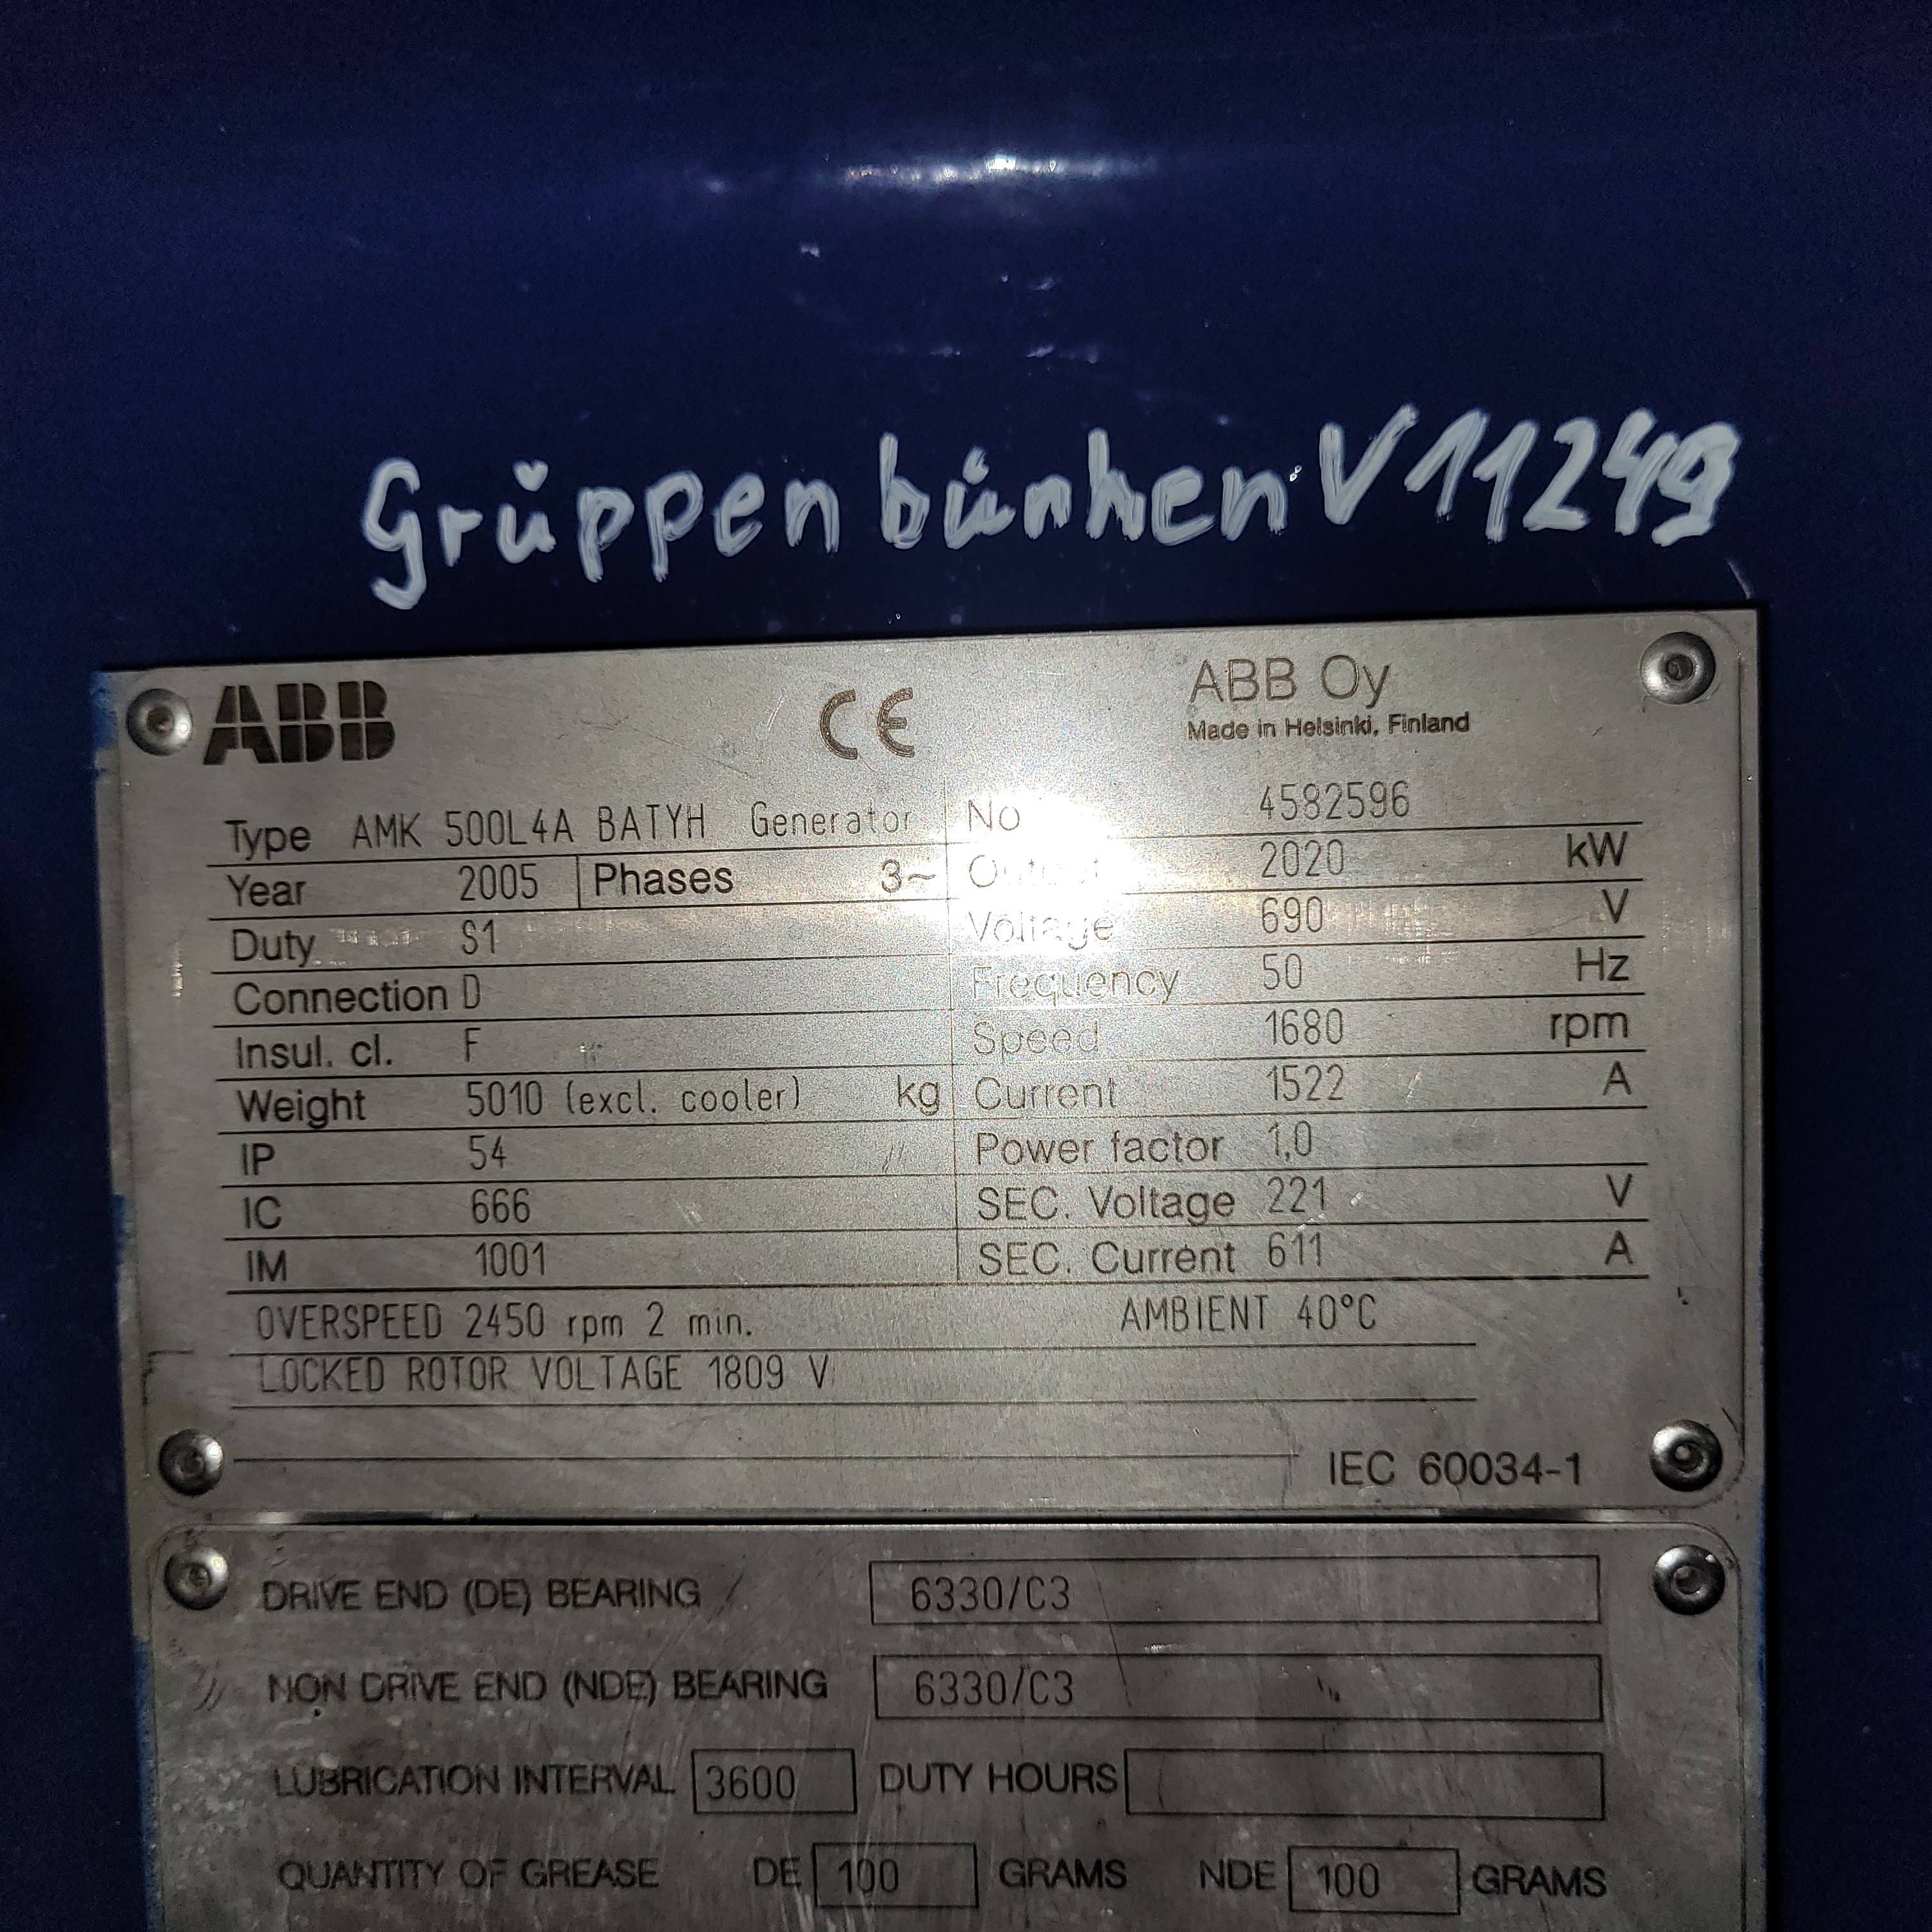 Grüppenbünhen V11249
ABB CE ABB Oy
Made in Helsinki, Finland
Type AMK 500L4A BATYH Generator No 4582596
Year 2005 Phases 3~ Output 2020 kW
Duty S1 Voltage 690 V
Connection D Frequency 50 Hz
Insul. cl. F Speed 1680 rpm
Weight 5010 (excl. cooler) kg Current 1522 A
IP 54 Power factor 1,0
IC 666 SEC. Voltage 221 V
IM 1001 SEC. Current 611 A
OVERSPEED 2450 rpm 2 min. AMBIENT 40°C
LOCKED ROTOR VOLTAGE 1809 V
IEC 60034-1
DRIVE END (DE) BEARING 6330/C3
NON DRIVE END (NDE) BEARING 6330/C3
LUBRICATION INTERVAL 3600 DUTY HOURS
QUANTITY OF GREASE DE 100 GRAMS NDE 100 GRAMS